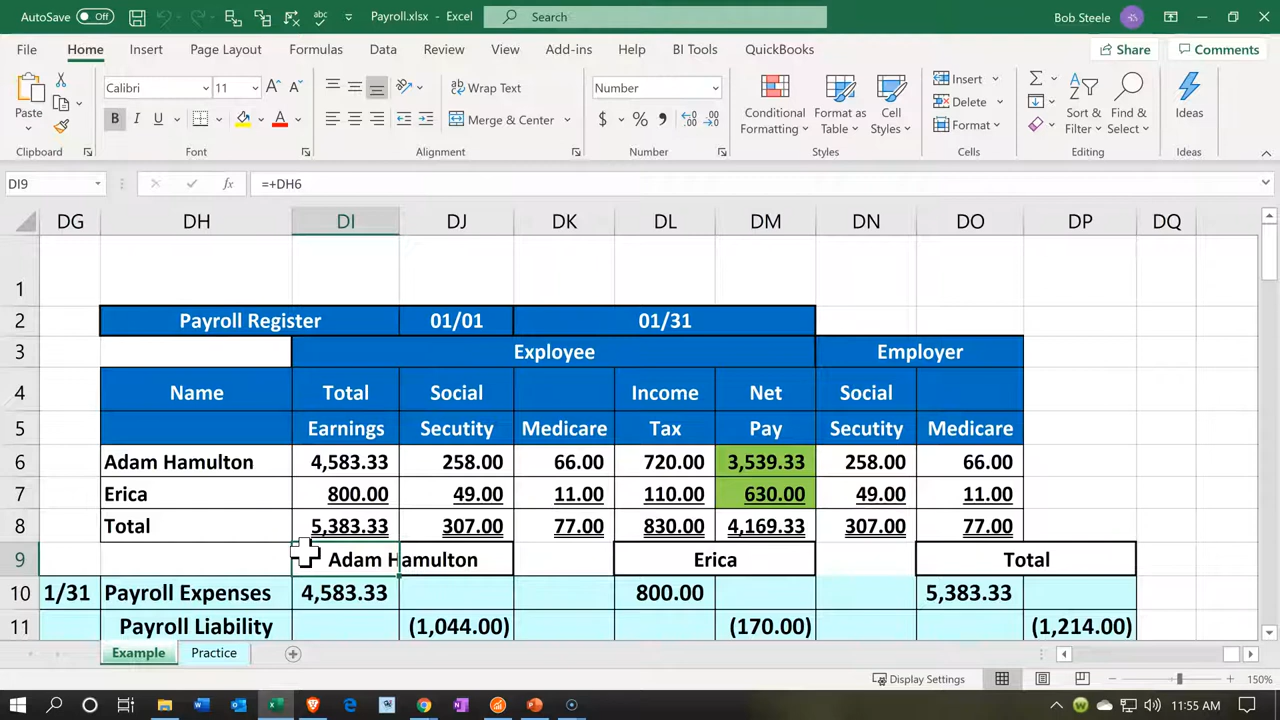 AutoSave Off Payroll.xlsx - Excel Search Bob Steele
File Home Insert Page Layout Formulas Data Review View Add-ins Help BI Tools QuickBooks Share Comments
Calibri 11 Wrap Text Number Insert
Paste Conditional Format as Cell Delete Sort & Find & Ideas
B I U Merge & Center $ % Formatting Table Styles Format Filter Select
Clipboard Font Alignment Number Styles Cells Editing Ideas
DI9 fx =+DH6
DG DH DI DJ DK DL DM DN DO DP DQ
1
2 Payroll Register 01/01 01/31
3 Exployee Employer
4 Name Total Social Income Net Social
5 Earnings Secutity Medicare Tax Pay Secutity Medicare
6 Adam Hamulton 4,583.33 258.00 66.00 720.00 3,539.33 258.00 66.00
7 Erica 800.00 49.00 11.00 110.00 630.00 49.00 11.00
8 Total 5,383.33 307.00 77.00 830.00 4,169.33 307.00 77.00
9 Adam Hamulton Erica Total
10 1/31 Payroll Expenses 4,583.33 800.00 5,383.33
11 Payroll Liability (1,044.00) (170.00) (1,214.00)
Example Practice
Display Settings 150%
11:55 AM